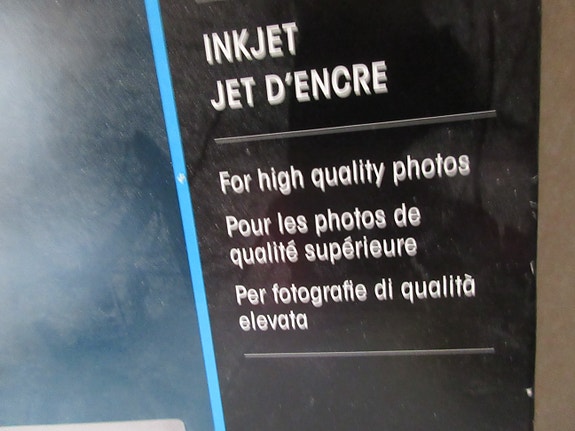 INKJET
JET D'ENCRE
For high quality photos
Pour les photos de
qualité supérieure
Per fotografie di qualità
elevata